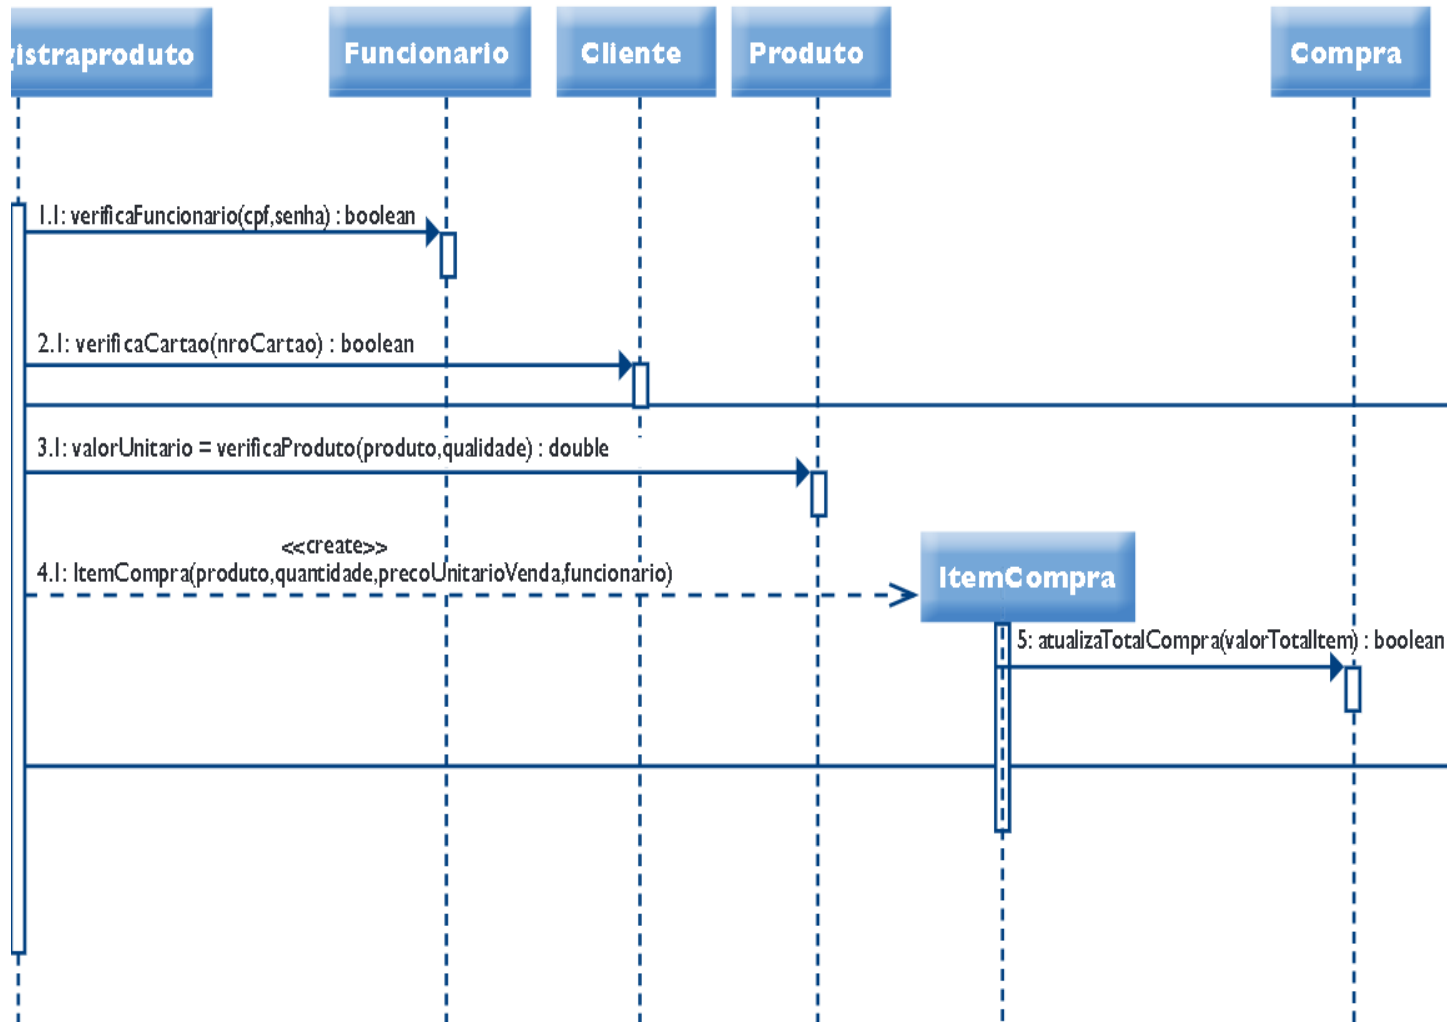 istraproduto
Funcionario
Cliente
Produto
Compra
1.1: verificaFuncionario(cpf,senha) : boolean
2.1: verificaCartao(nroCartao) : boolean
3.1: valorUnitario = verificaProduto(produto,qualidade) : double
<<create>>
4.1: ItemCompra(produto,quantidade,precoUnitarioVenda,funcionario)
ItemCompra
5: atualizaTotalCompra(valorTotalItem) : boolean